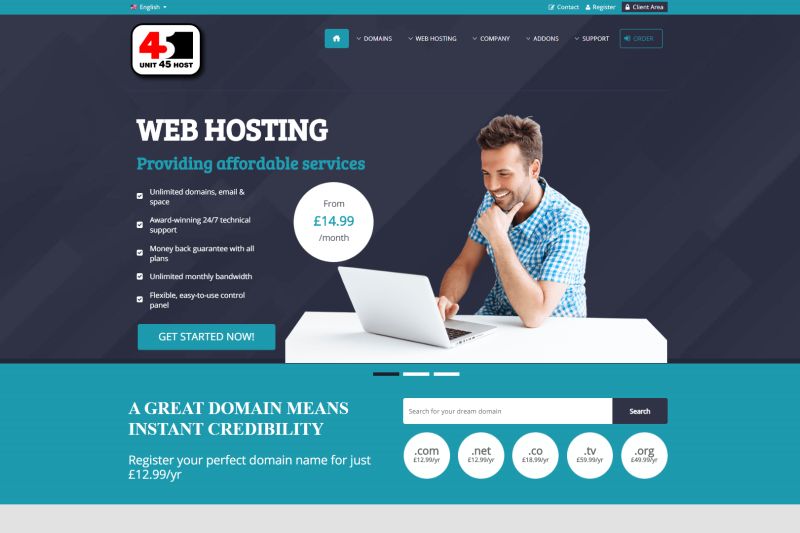 English
Contact
Register
Client Area
45
UNIT 45 HOST
DOMAINS
WEB HOSTING
COMPANY
ADDONS
SUPPORT
ORDER
WEB HOSTING
Providing affordable services
Unlimited domains, email &
space
Award-winning 24/7 technical
support
Money back guarantee with all
plans
Unlimited monthly bandwidth
Flexible, easy-to-use control
panel
From
£14.99
/month
GET STARTED NOW!
A GREAT DOMAIN MEANS
INSTANT CREDIBILITY
Register your perfect domain name for just
£12.99/yr
Search for your dream domain
Search
.com
£12.99/yr
.net
£12.99/yr
.co
£18.99/yr
.tv
£59.99/yr
.org
£49.99/yr